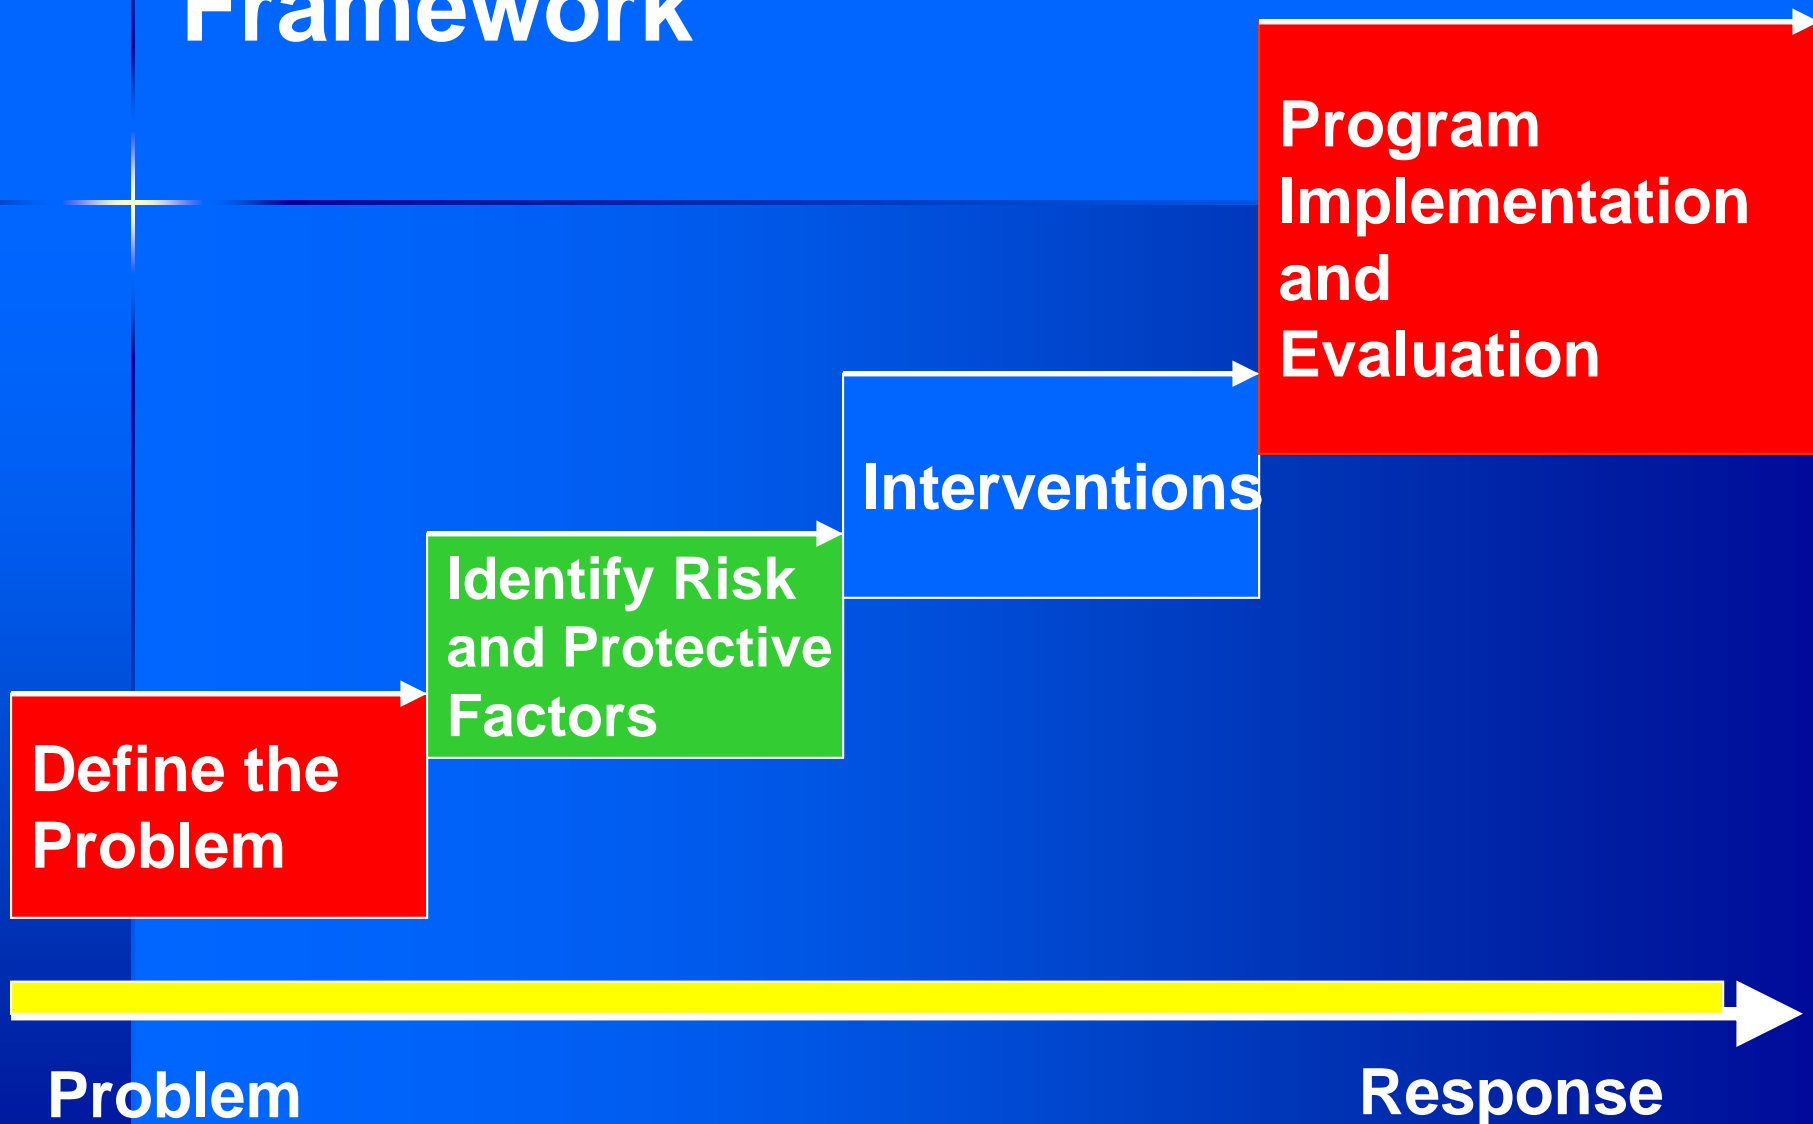 Framework
Program
Implementation
and
Evaluation
Interventions
Identify Risk
and Protective
Factors
Define the
Problem
Problem
Response